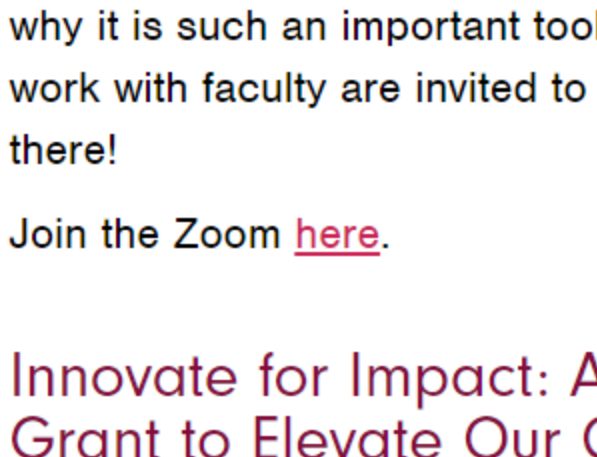 why it is such an important tool
work with faculty are invited to
there!
Join the Zoom here.
Innovate for Impact: A
Grant to Elevate Our